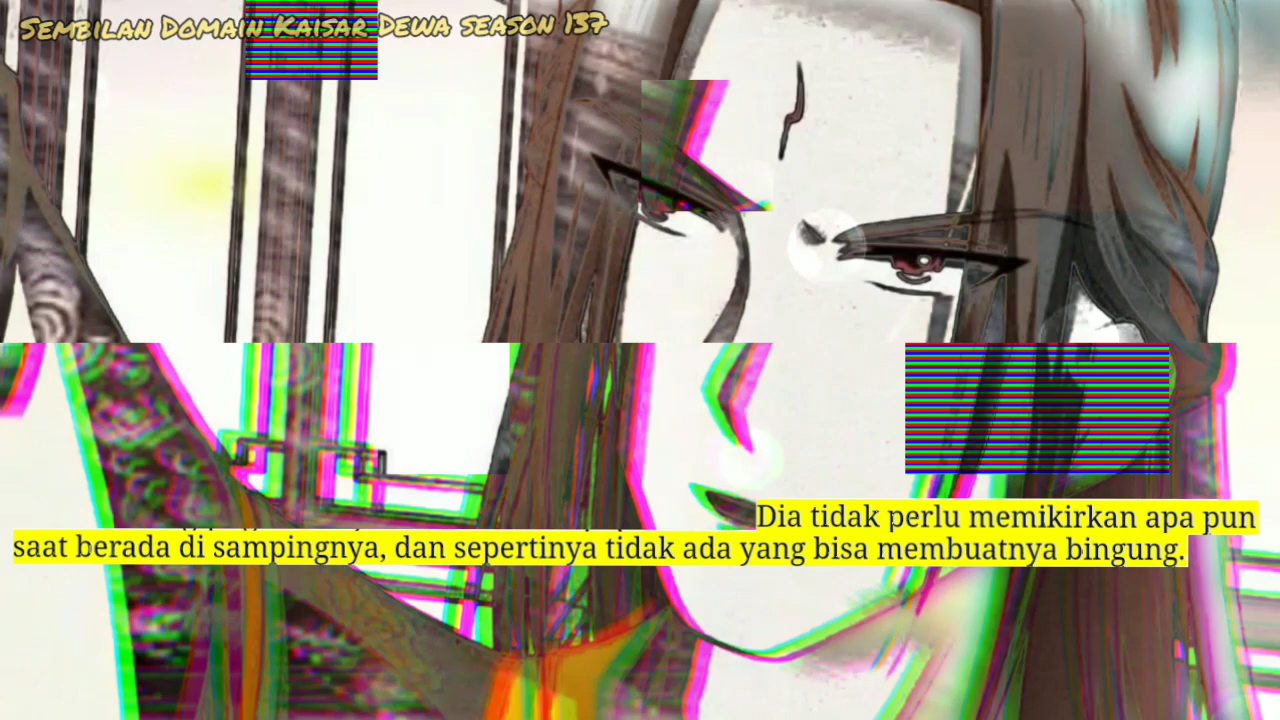 Sembilan Domain Kaisar Dewa season 137
Dia tidak perlu memikirkan apa pun
saat berada di sampingnya, dan sepertinya tidak ada yang bisa membuatnya bingung.